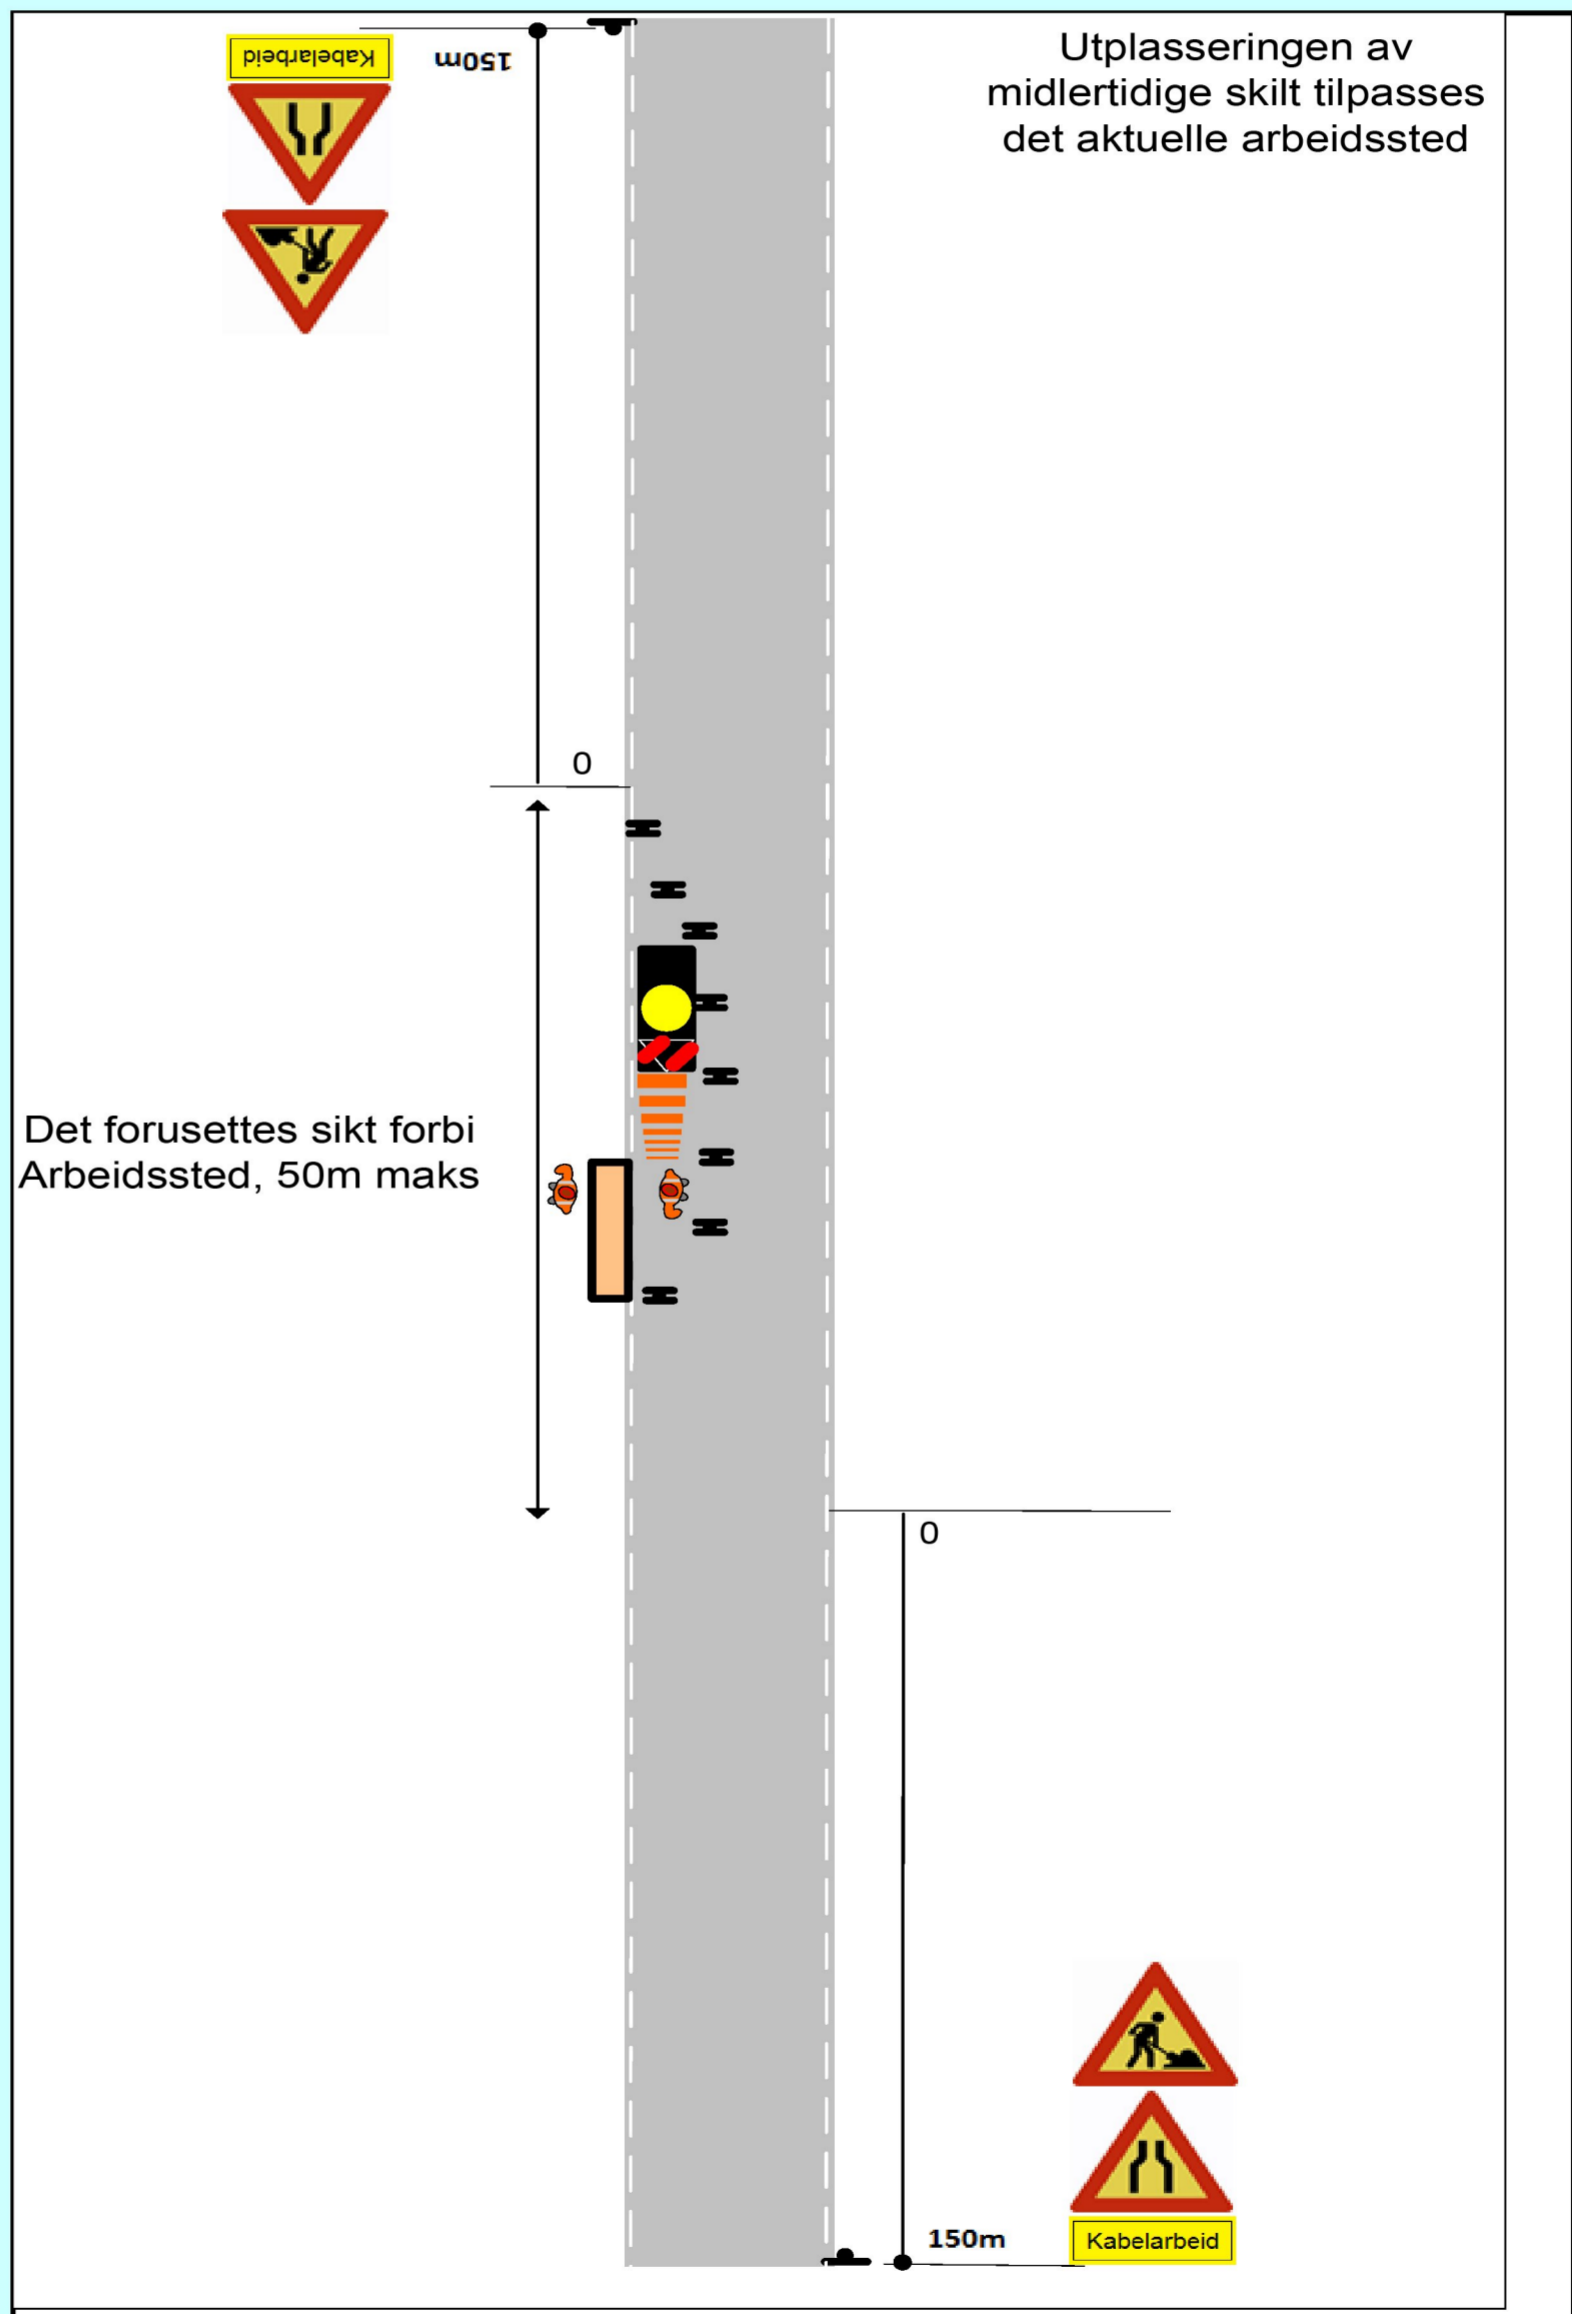 Kabelarbeid
150m
Utplasseringen av
midlertidige skilt tilpasses
det aktuelle arbeidssted
0
Det forusettes sikt forbi
Arbeidssted, 50m maks
0
150m
Kabelarbeid